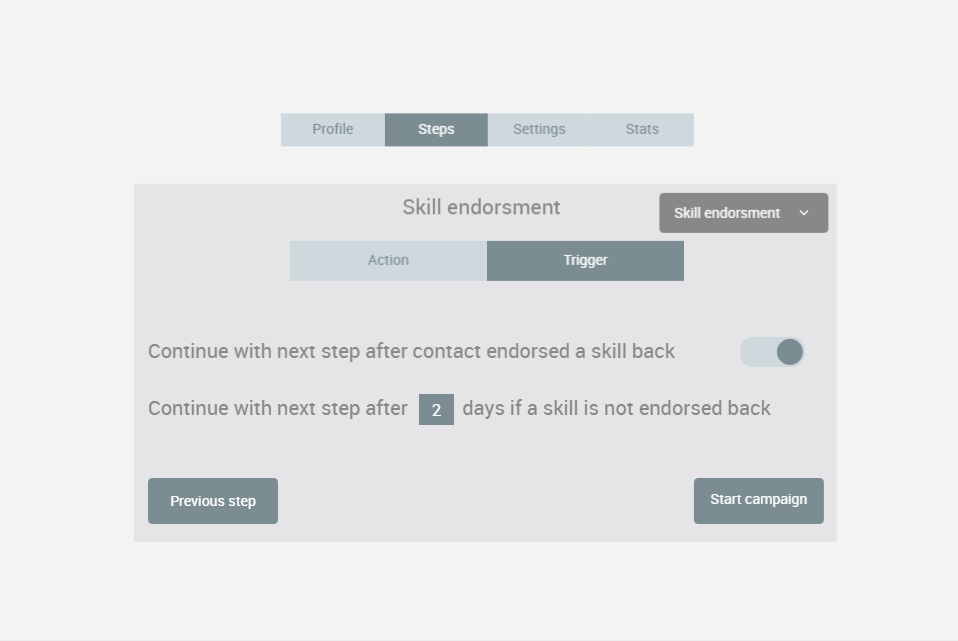 Profile Steps Settings Stats
Skill endorsment Skill endorsment
Action Trigger
Continue with next step after contact endorsed a skill back
Continue with next step after 2 days if a skill is not endorsed back
Previous step Start campaign